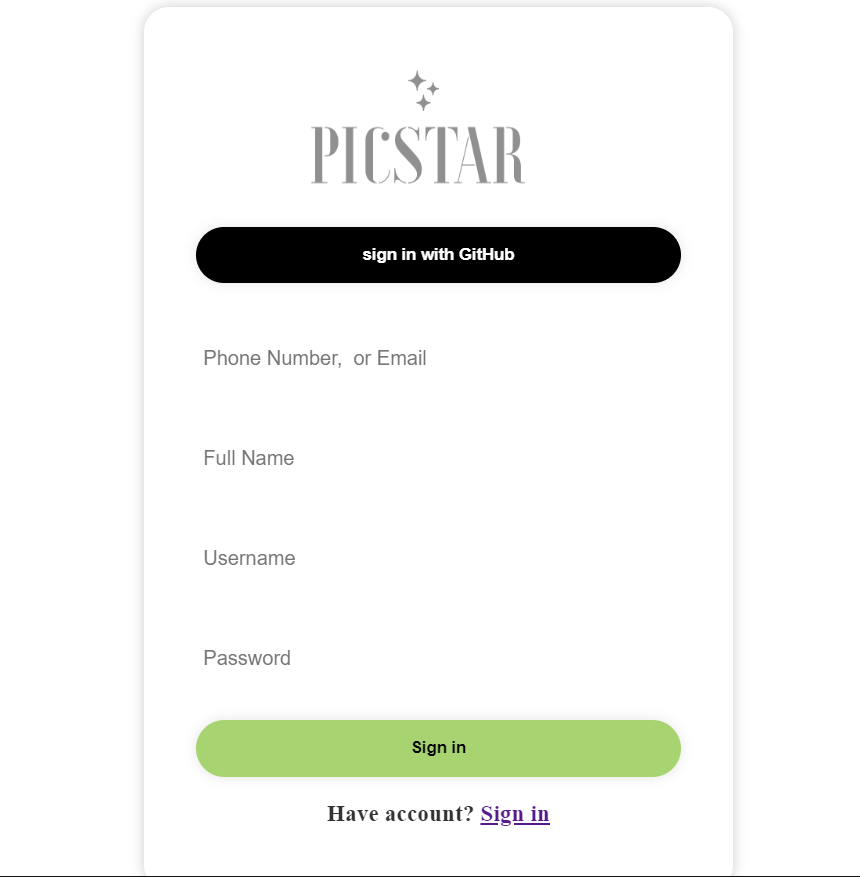 PICSTAR
sign in with GitHub
Phone Number,  or Email
Full Name
Username
Password
Sign in
Have account? Sign in